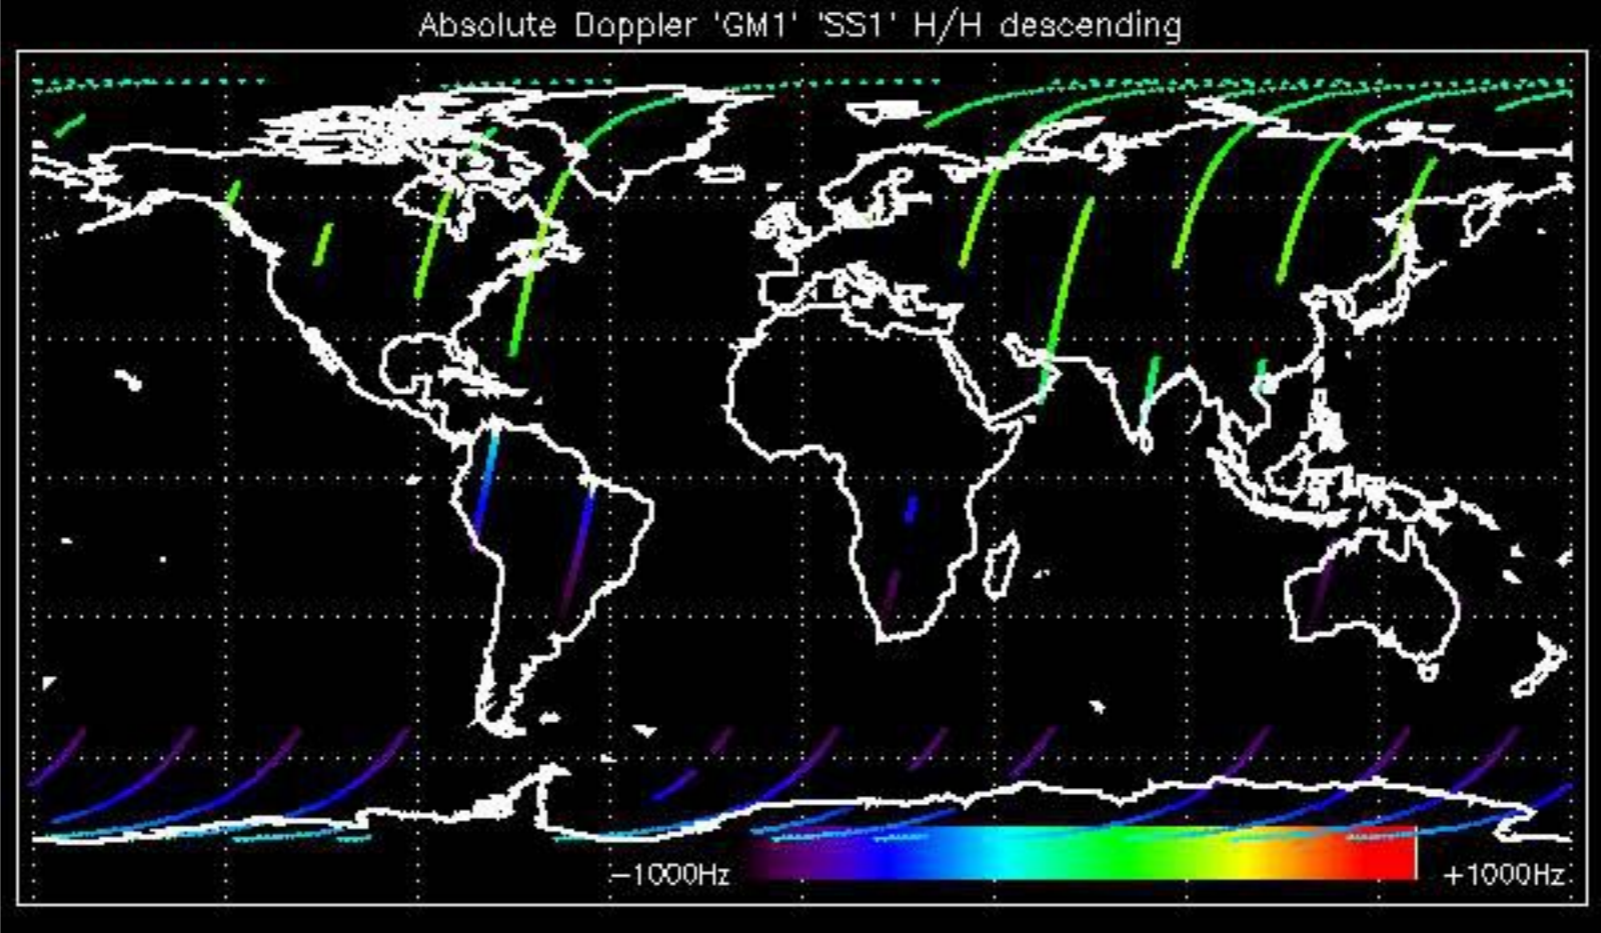 Absolute Doppler 'GM1' 'SS1' H/H descending
−1000Hz +1000Hz